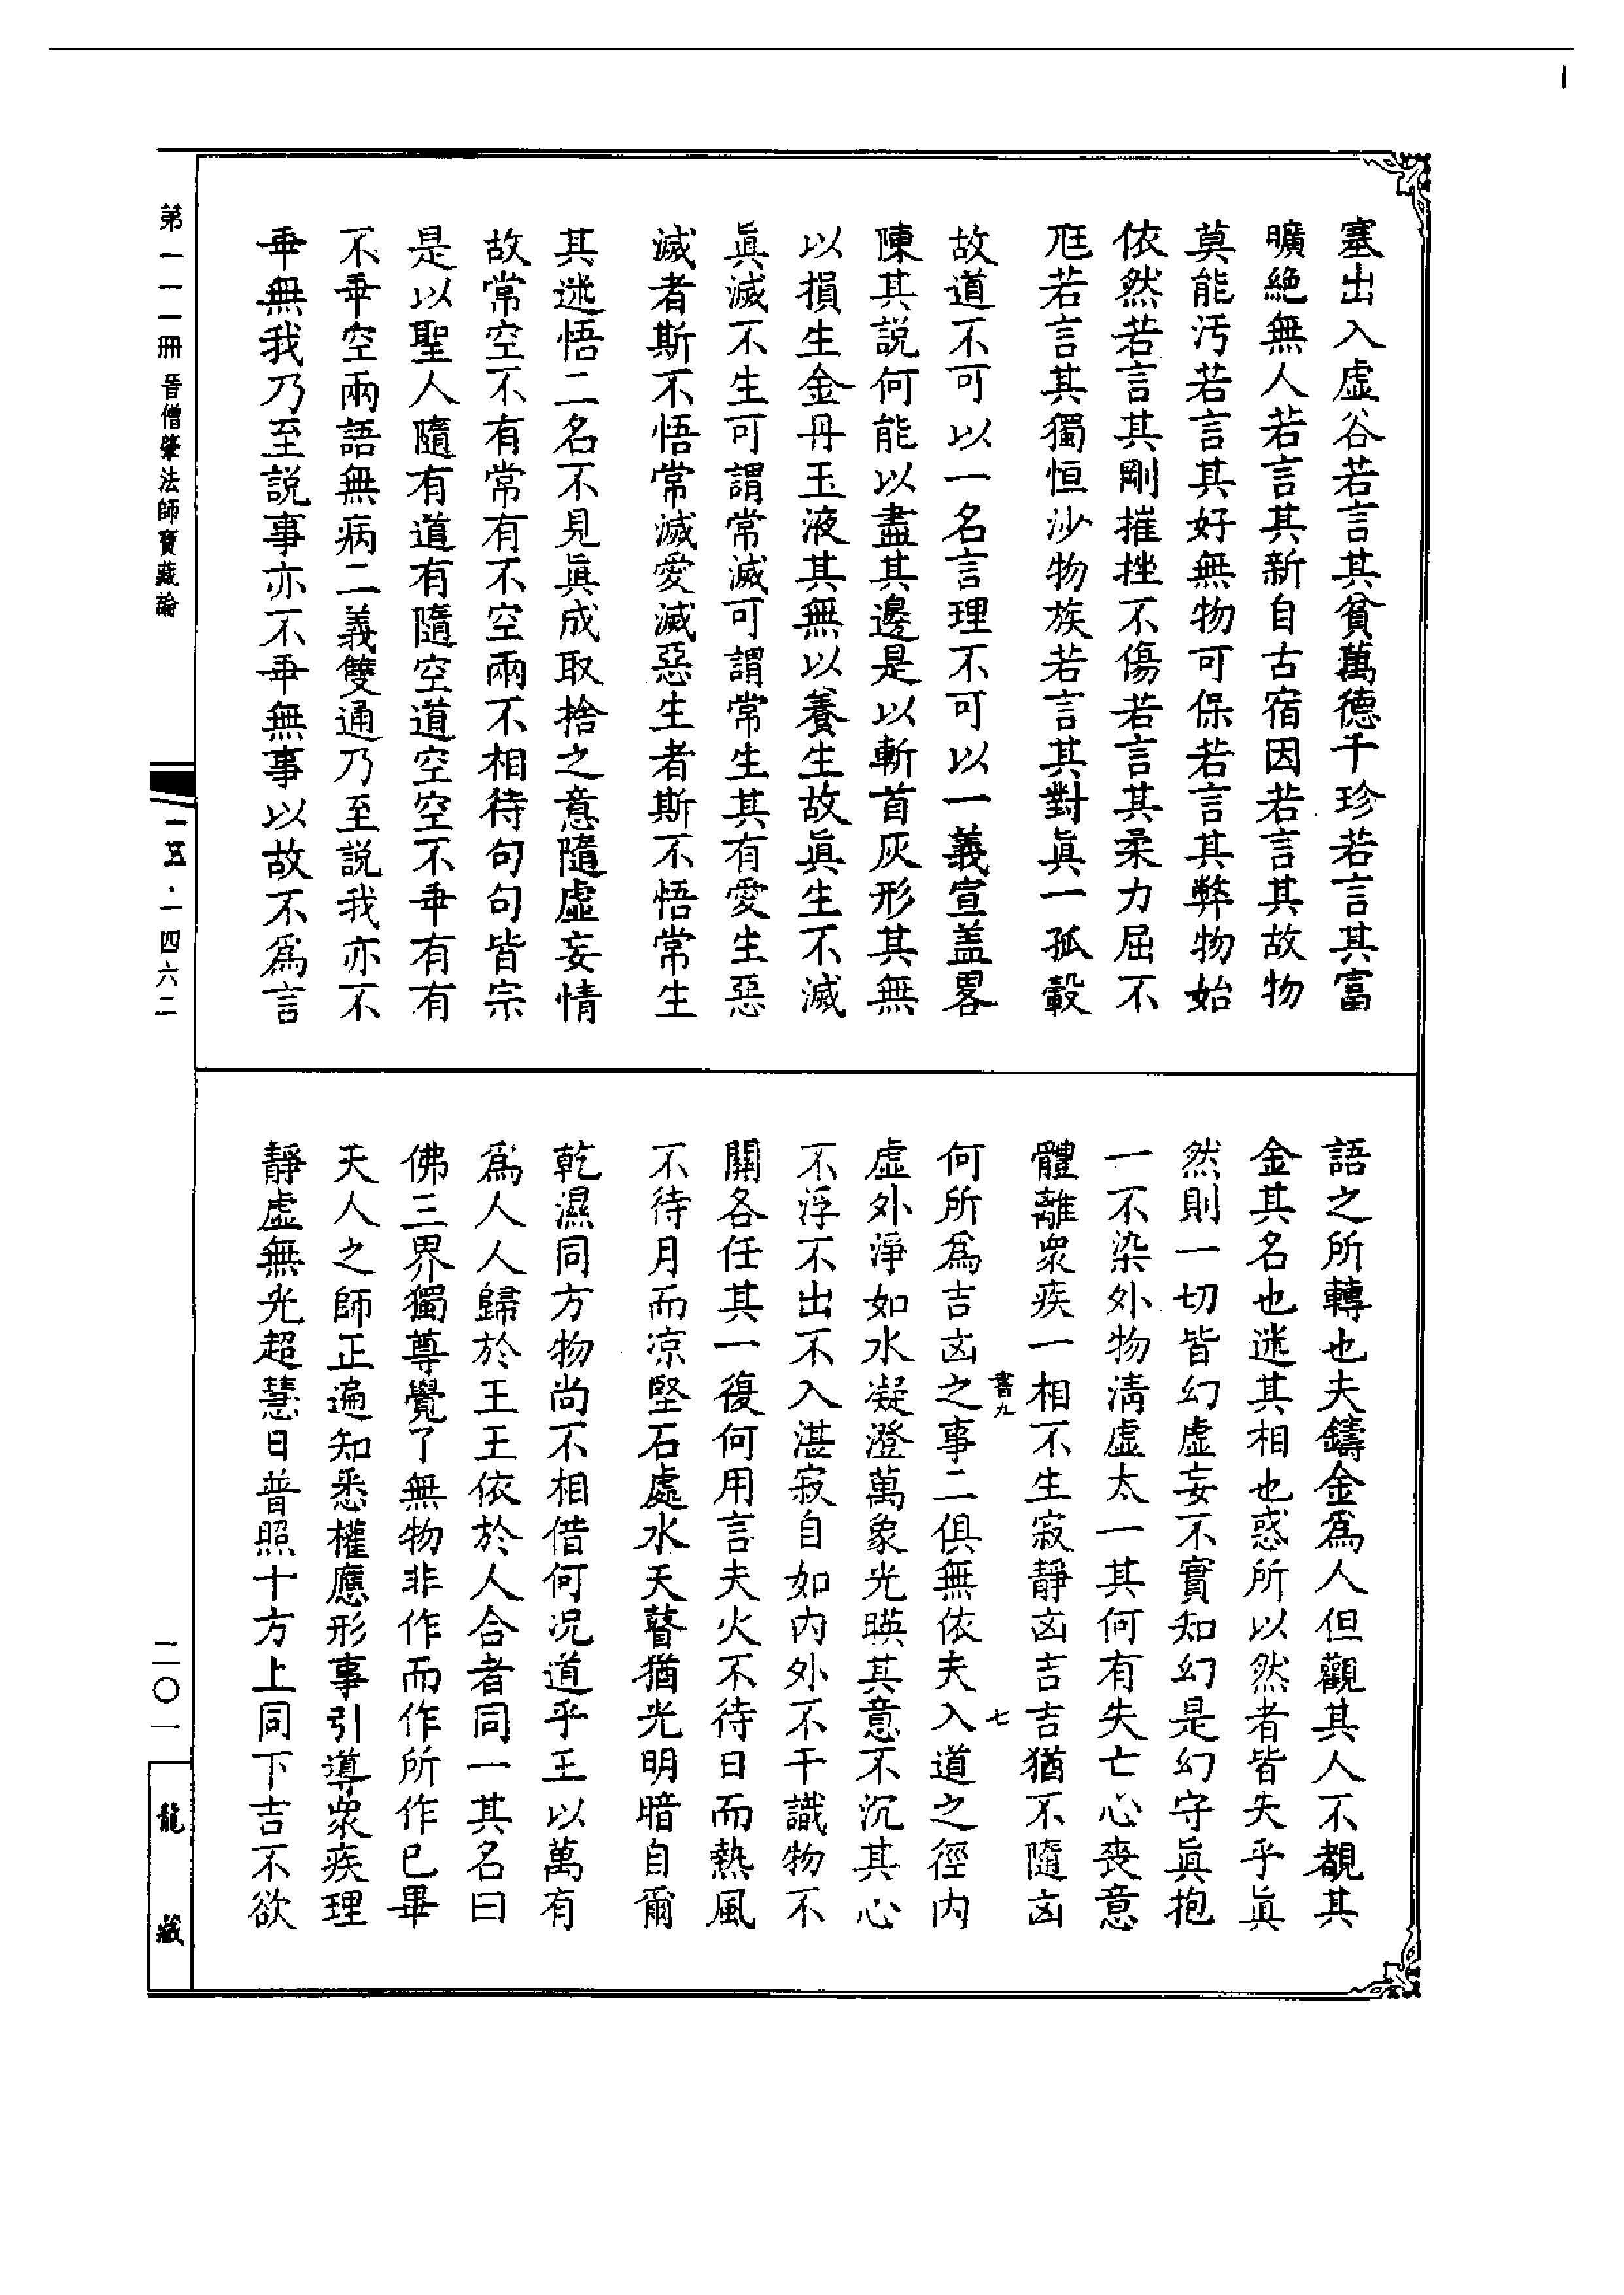 塞出入虛谷若言其貧萬德千珍若言其富
曠絶無人若言其新自古宿因若言其故物
莫能污若言其好無物可保若言其弊物始
依然若言其剛摧挫不傷若言其柔力屈不
尫若言其獨恒沙物族若言其對眞一孤轂
故道不可以一名言理不可以一義宣盖畧
陳其説何能以盡其邊是以斬首灰形其無
以損生金丹玉液其無以養生故眞生不滅
眞滅不生可謂常滅可謂常生其有愛生惡
滅者斯不悟常滅愛滅惡生者斯不悟常生
其迷悟二名不見眞成取捨之意隨虛妄情
故常空不有常有不空兩不相待句句皆宗
是以聖人隨有道有隨空道空空不乖有有
不乖空兩語無病二義雙通乃至説我亦不
乖無我乃至説事亦不乖無事以故不爲言
語之所轉也夫鑄金爲人但觀其人不覩其
金其名也迷其相也惑所以然者皆失乎眞
然則一切皆幻虛妄不實知幻是幻守眞抱
一不染外物淸虛太一其何有失亡心喪意
體離衆疾一相不生寂靜凶吉吉猶不隨凶
何所爲吉凶之事二俱無依夫入道之徑内
書九
七
虛外淨如水凝澄萬象光暎其意不沉其心
不浮不出不入湛寂自如内外不干識物不
關各任其一復何用言夫火不待日而熱風
不待月而凉堅石處水天瞽猶光明暗自爾
乾濕同方物尚不相借何況道乎王以萬有
爲人人歸於王王依於人合者同一其名曰
佛三界獨尊覺了無物非作而作所作已畢
天人之師正遍知悉權應形事引導衆疾理
靜虛無光超慧日普照十方上同下吉不欲
第一一一冊 晉僧肇法師寶藏論
一五·一四六二
二〇一
龍藏